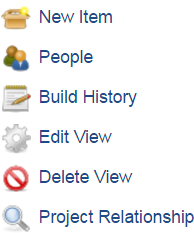 New Item
People
Build History
Edit View
Delete View
Project Relationship